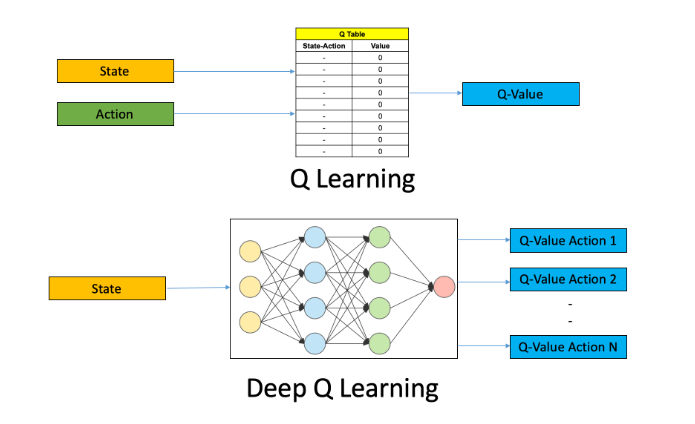 Q Table
State-Action Value
- 0
- 0
- 0
- 0
- 0
- 0
- 0
- 0
- 0
State
Action
Q-Value
Q Learning
State
Q-Value Action 1
Q-Value Action 2
-
-
Q-Value Action N
Deep Q Learning